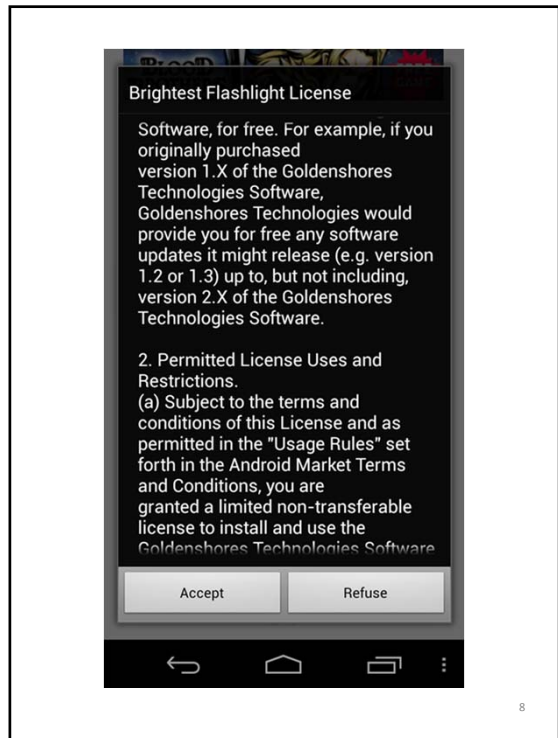 BLOOD
Brightest Flashlight License
Software, for free. For example, if you
originally purchased
version 1.X of the Goldenshores
Technologies Software,
Goldenshores Technologies would
provide you for free any software
updates it might release (e.g. version
1.2 or 1.3) up to, but not including,
version 2.X of the Goldenshores
Technologies Software.
2. Permitted License Uses and
Restrictions.
(a) Subject to the terms and
conditions of this License and as
permitted in the "Usage Rules" set
forth in the Android Market Terms
and Conditions, you are
granted a limited non-transferable
license to install and use the
Goldenshores Technologies Software
Accept
Refuse
8